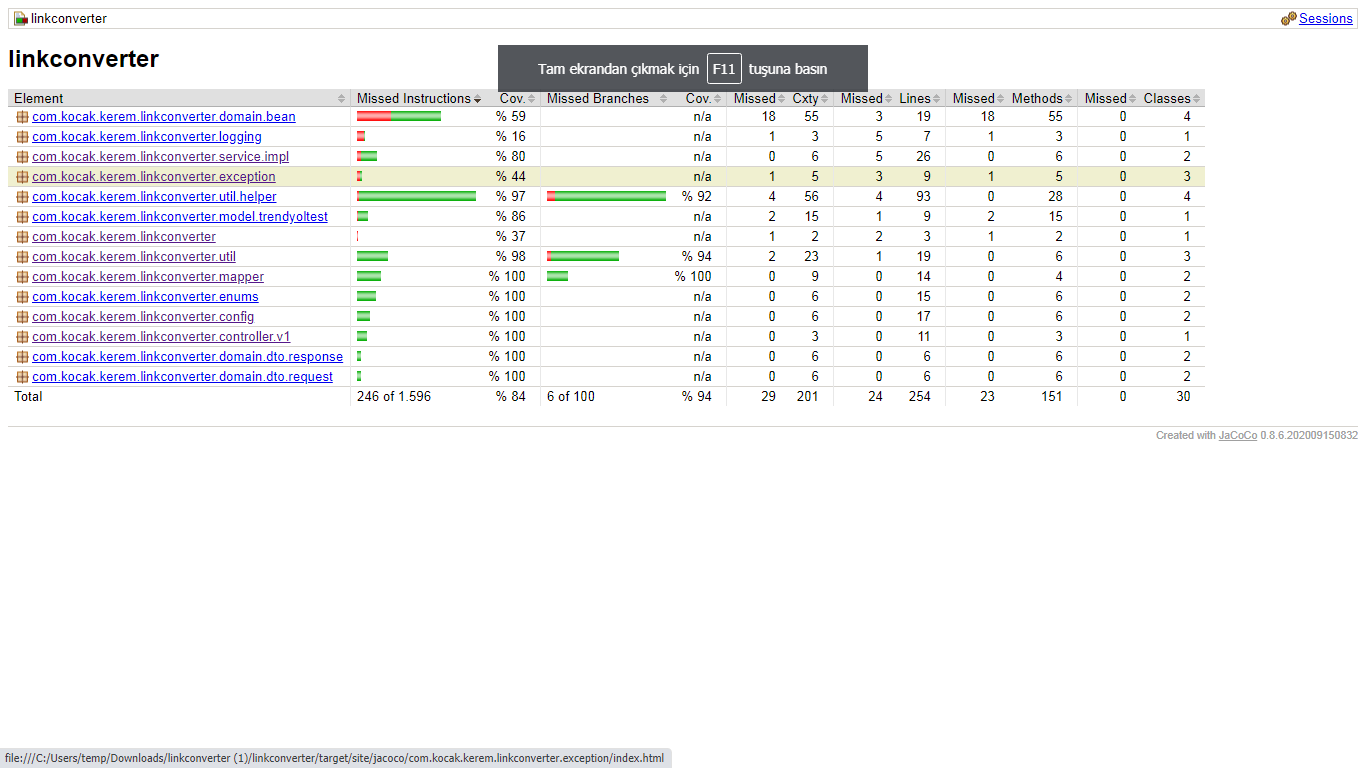 linkconverter Sessions
linkconverter
Tam ekrandan çıkmak için F11 tuşuna basın
Element Missed Instructions Cov. Missed Branches Cov. Missed Cxty Missed Lines Missed Methods Missed Classes
com.kocak.kerem.linkconverter.domain.bean % 59 n/a 18 55 3 19 18 55 0 4
com.kocak.kerem.linkconverter.logging % 16 n/a 1 3 5 7 1 3 0 1
com.kocak.kerem.linkconverter.service.impl % 80 n/a 0 6 5 26 0 6 0 2
com.kocak.kerem.linkconverter.exception % 44 n/a 1 5 3 9 1 5 0 3
com.kocak.kerem.linkconverter.util.helper % 97 % 92 4 56 4 93 0 28 0 4
com.kocak.kerem.linkconverter.model.trendyoltest % 86 n/a 2 15 1 9 2 15 0 1
com.kocak.kerem.linkconverter % 37 n/a 1 2 2 3 1 2 0 1
com.kocak.kerem.linkconverter.util % 98 % 94 2 23 1 19 0 6 0 3
com.kocak.kerem.linkconverter.mapper % 100 % 100 0 9 0 14 0 4 0 2
com.kocak.kerem.linkconverter.enums % 100 n/a 0 6 0 15 0 6 0 2
com.kocak.kerem.linkconverter.config % 100 n/a 0 6 0 17 0 6 0 2
com.kocak.kerem.linkconverter.controller.v1 % 100 n/a 0 3 0 11 0 3 0 1
com.kocak.kerem.linkconverter.domain.dto.response % 100 n/a 0 6 0 6 0 6 0 2
com.kocak.kerem.linkconverter.domain.dto.request % 100 n/a 0 6 0 6 0 6 0 2
Total 246 of 1.596 % 84 6 of 100 % 94 29 201 24 254 23 151 0 30
Created with JaCoCo 0.8.6.202009150832
file:///C:/Users/temp/Downloads/linkconverter (1)/linkconverter/target/site/jacoco/com.kocak.kerem.linkconverter.exception/index.html